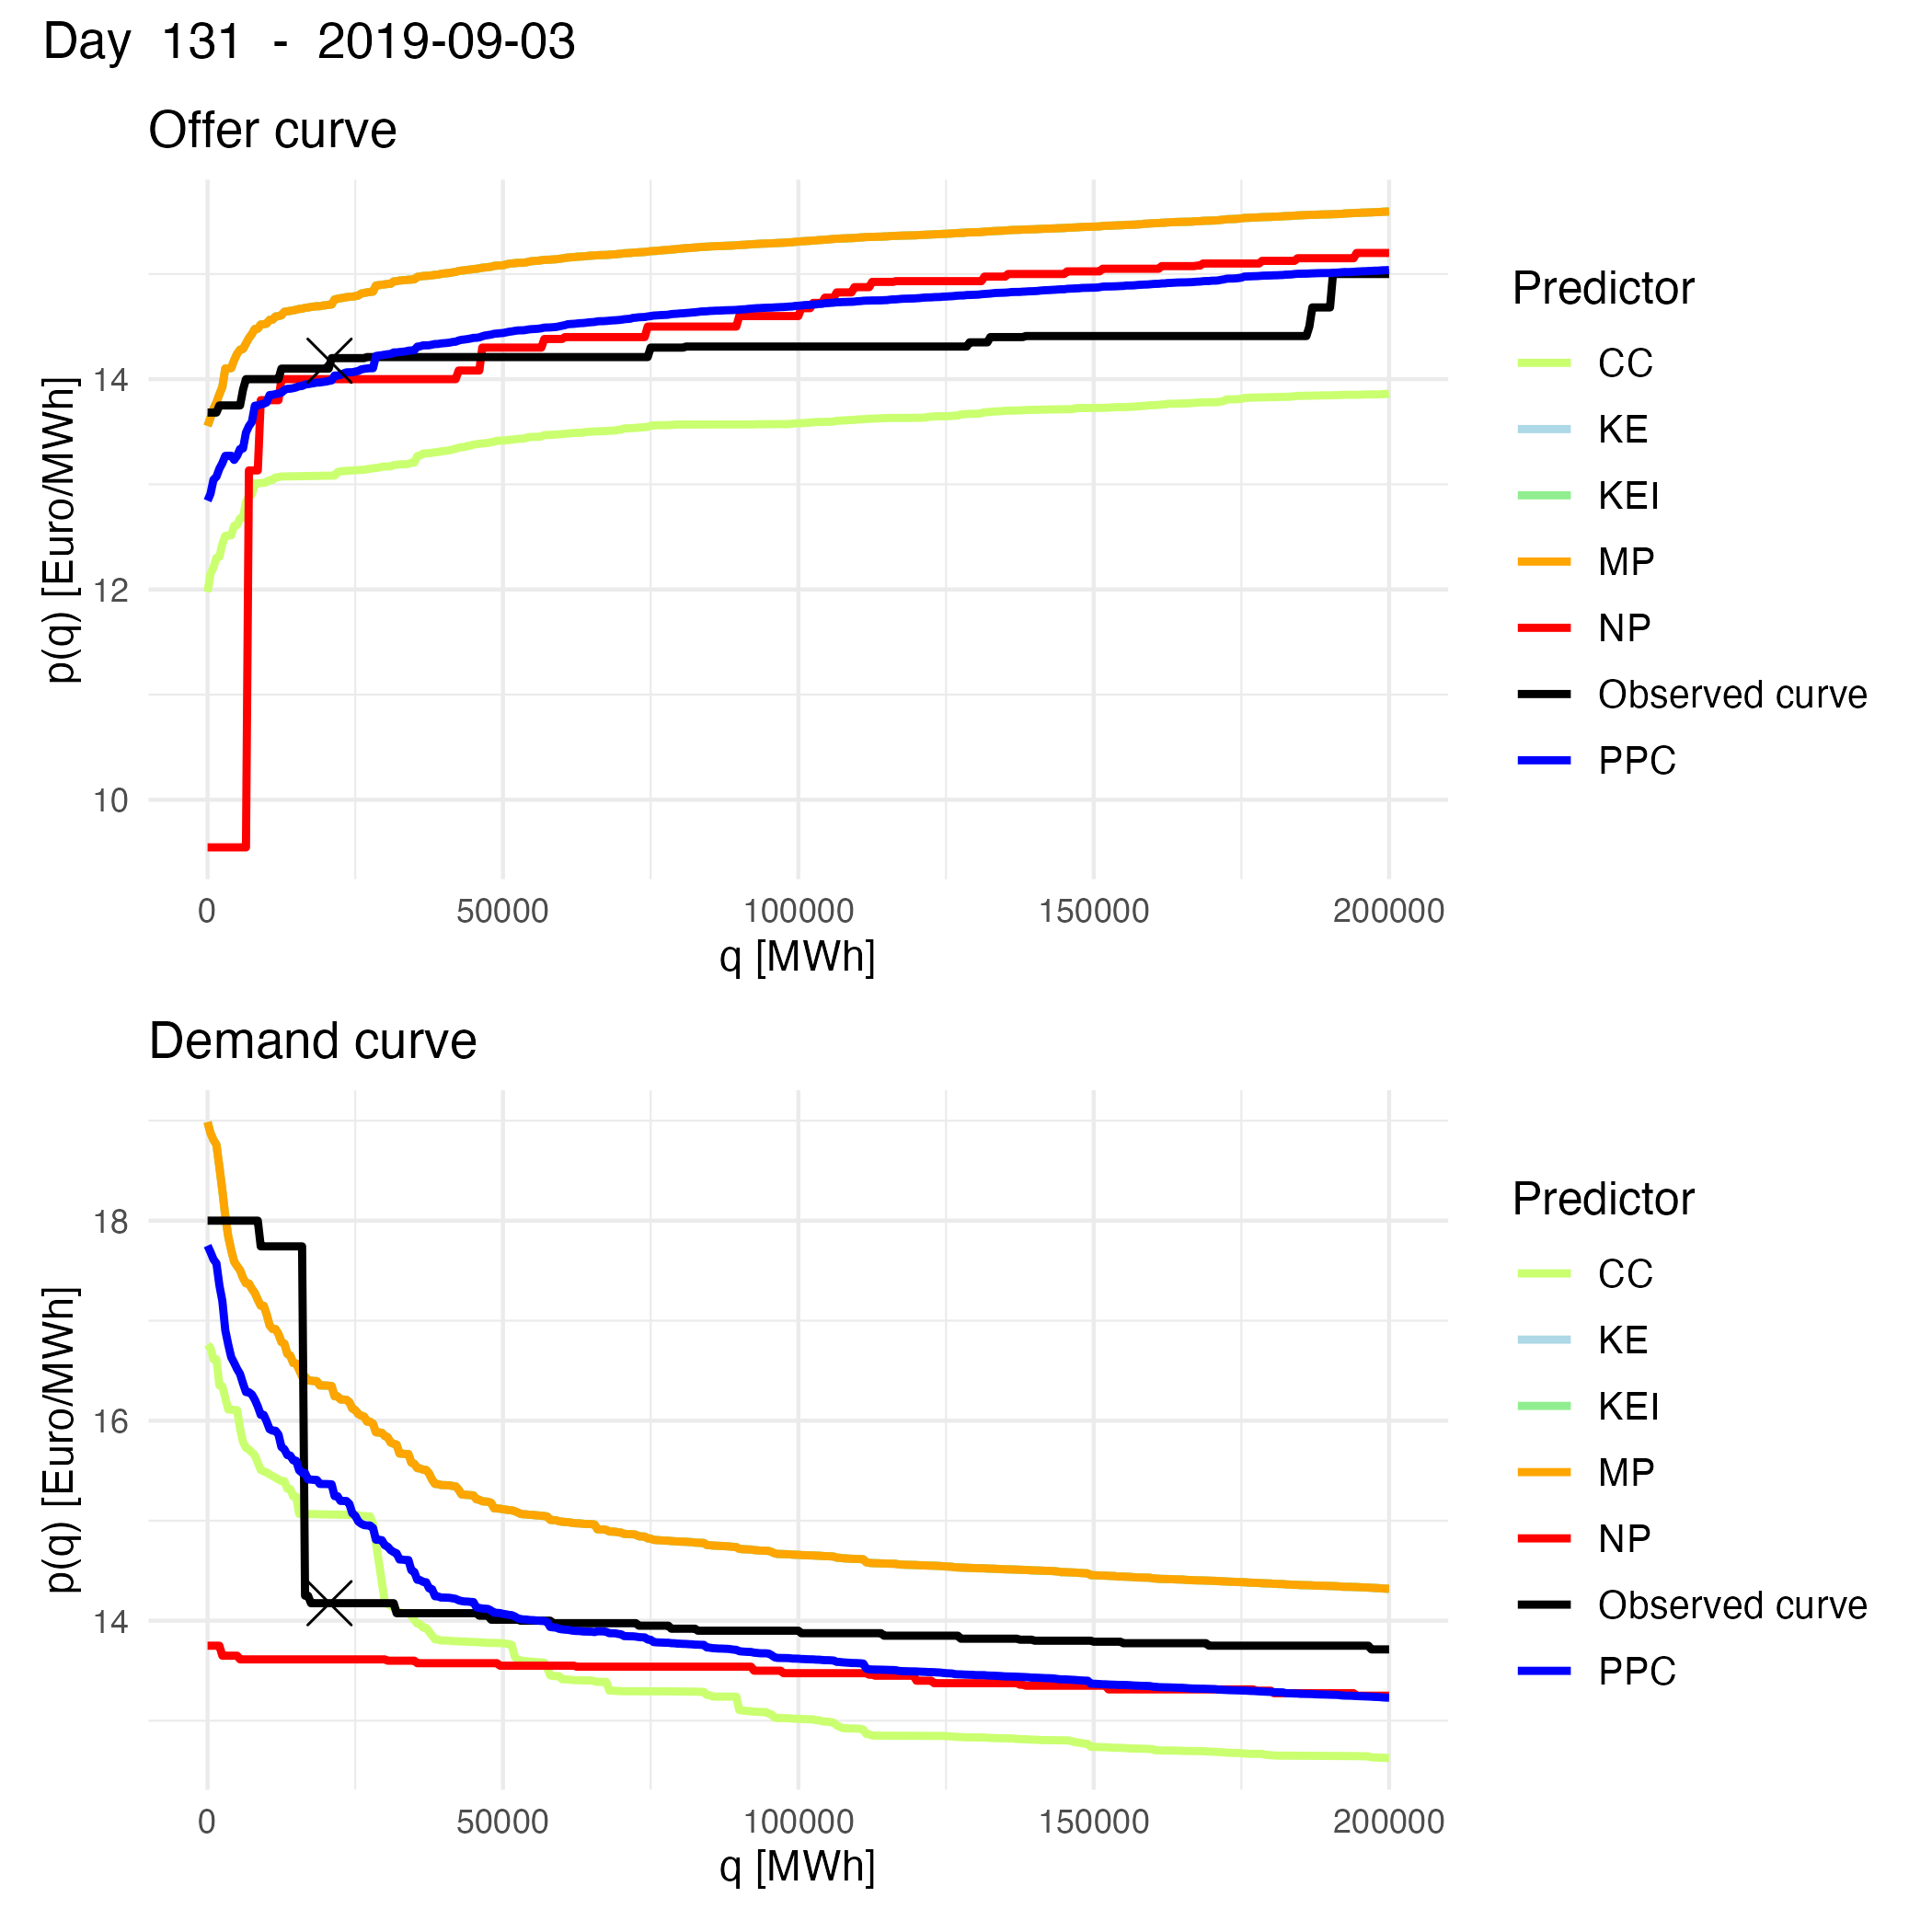 Day 131 - 2019-09-03
Offer curve
p(q) [Euro/MWh]
14
12
10
0 50000 100000 150000 200000
q [MWh]
Predictor
CC
KE
KEI
MP
NP
Observed curve
PPC
Demand curve
p(q) [Euro/MWh]
18
16
14
0 50000 100000 150000 200000
q [MWh]
Predictor
CC
KE
KEI
MP
NP
Observed curve
PPC